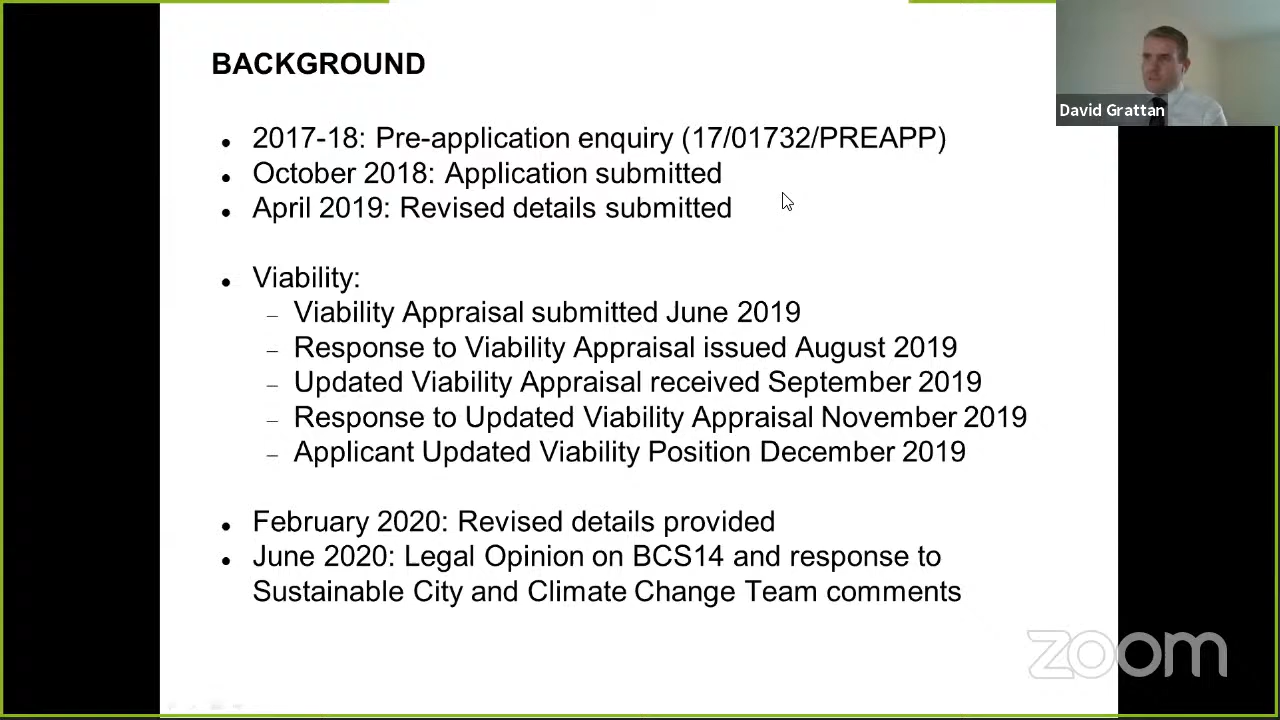 BACKGROUND
David Grattan
• 2017-18: Pre-application enquiry (17/01732/PREAPP)
• October 2018: Application submitted
• April 2019: Revised details submitted
• Viability:
– Viability Appraisal submitted June 2019
– Response to Viability Appraisal issued August 2019
– Updated Viability Appraisal received September 2019
– Response to Updated Viability Appraisal November 2019
– Applicant Updated Viability Position December 2019
• February 2020: Revised details provided
• June 2020: Legal Opinion on BCS14 and response to
Sustainable City and Climate Change Team comments
zoom